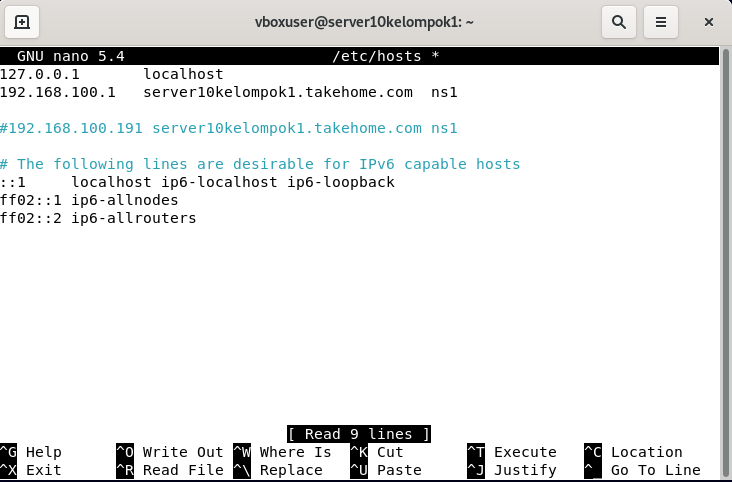 vboxuser@server10kelompok1: ~
GNU nano 5.4 /etc/hosts *
127.0.0.1 localhost
192.168.100.1 server10kelompok1.takehome.com ns1
#192.168.100.191 server10kelompok1.takehome.com ns1
# The following lines are desirable for IPv6 capable hosts
::1 localhost ip6-localhost ip6-loopback
ff02::1 ip6-allnodes
ff02::2 ip6-allrouters
[ Read 9 lines ]
^G Help ^O Write Out ^W Where Is ^K Cut ^T Execute ^C Location
^X Exit ^R Read File ^\ Replace ^U Paste ^J Justify ^_ Go To Line